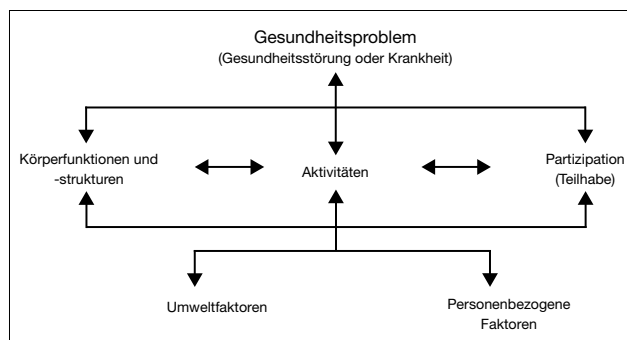 Gesundheitsproblem
(Gesundheitsstörung oder Krankheit)
Körperfunktionen und
-strukturen
Aktivitäten
Partizipation
(Teilhabe)
Umweltfaktoren
Personenbezogene
Faktoren